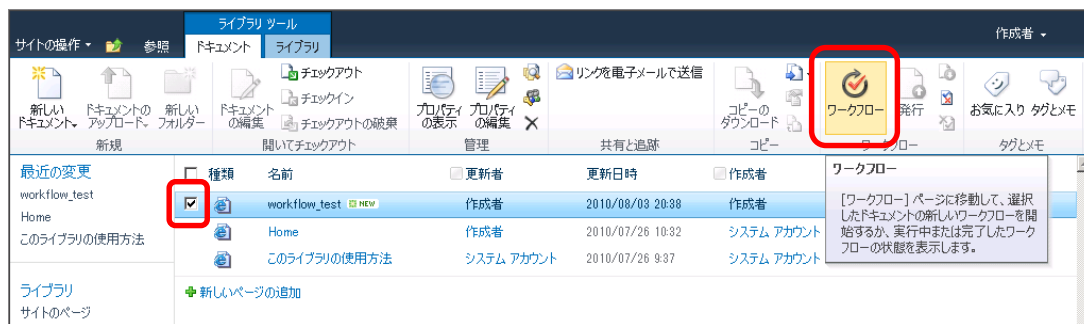 ライブラリ ツール
サイトの操作 参照 ドキュメント ライブラリ 作成者
新しい
ドキュメント
ドキュメントの
アップロード
新しい
フォルダー
新規
ドキュメント
の編集
チェックアウト
チェックイン
チェックアウトの破棄
開いてチェックアウト
プロパティ
の表示
プロパティ
の編集
管理
リンクを電子メールで送信
共有と追跡
コピーの
ダウンロード
コピー
ワークフロー
発行
ワークフロー
お気に入り タグとメモ
タグとメモ
最近の変更
workflow_test
Home
このライブラリの使用方法
ライブラリ
サイトのページ
種類 名前 更新者 更新日時 作成者
workflow_test NEW 作成者 2010/08/03 20:38 作成者
Home 作成者 2010/07/26 10:32 システム アカウント
このライブラリの使用方法 システム アカウント 2010/07/26 9:37 システム アカウント
新しいページの追加
ワークフロー
[ワークフロー] ページに移動して、選択
したドキュメントの新しいワークフローを開
始するか、実行中または完了したワーク
フローの状態を表示します。